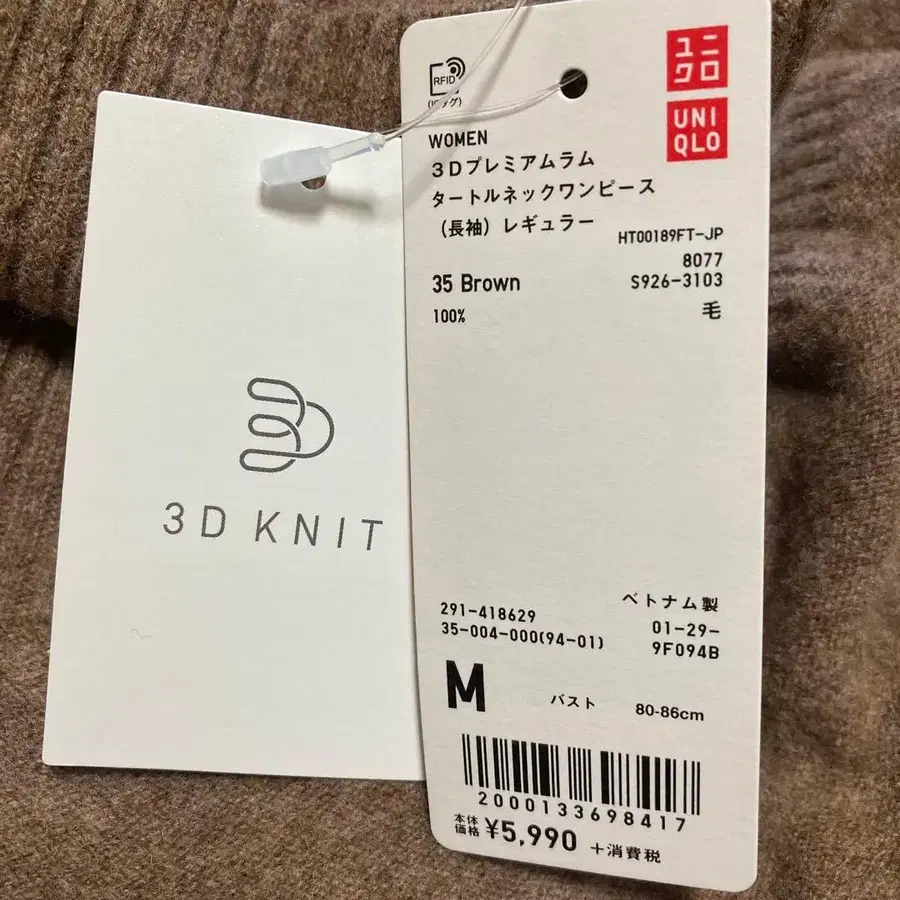 3D KNIT
RFID
(ICタグ)
ユニ
クロ
UNI
QLO
WOMEN
3Dプレミアムラム
タートルネックワンピース
(長袖)レギュラー
HT00189FT-JP
8077
35 Brown
S926-3103
100%
毛
ベトナム製
291-418629
01-29-
35-004-000(94-01)
9F094B
M
バスト
80-86cm
2000133698417
本体
価格
¥5,990
+消費税